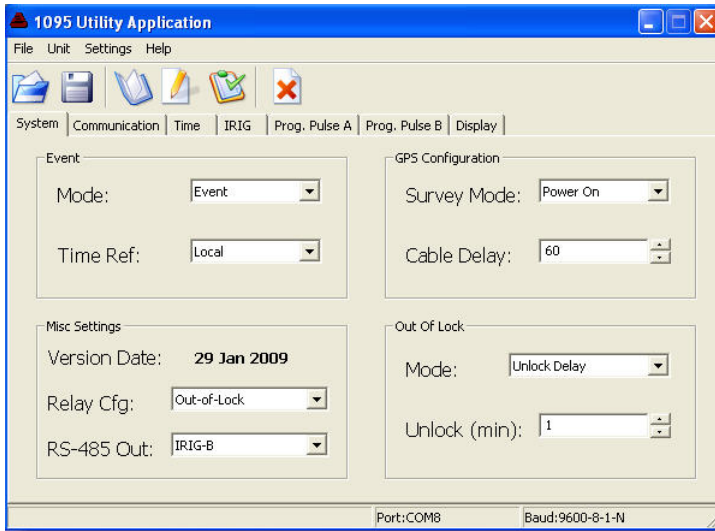 1095 Utility Application
File Unit Settings Help
System Communication Time IRIG Prog. Pulse A Prog. Pulse B Display
Event
Mode: Event
Time Ref: Local
GPS Configuration
Survey Mode: Power On
Cable Delay: 60
Misc Settings
Version Date: 29 Jan 2009
Relay Cfg: Out-of-Lock
RS-485 Out: IRIG-B
Out Of Lock
Mode: Unlock Delay
Unlock (min): 1
Port:COM8 Baud:9600-8-1-N